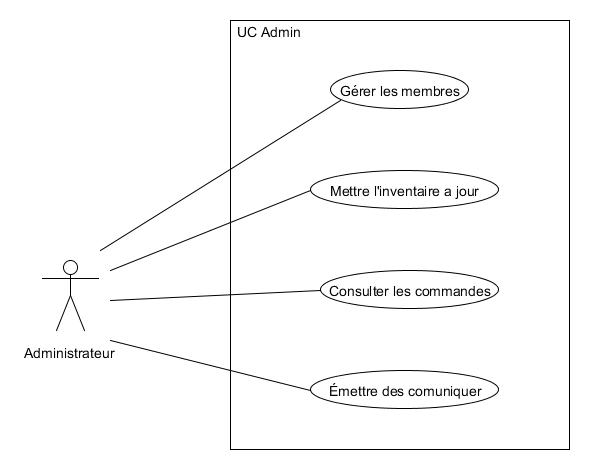 UC Admin
Gérer les membres
Mettre l'inventaire a jour
Consulter les commandes
Administrateur
Émettre des comuniquer